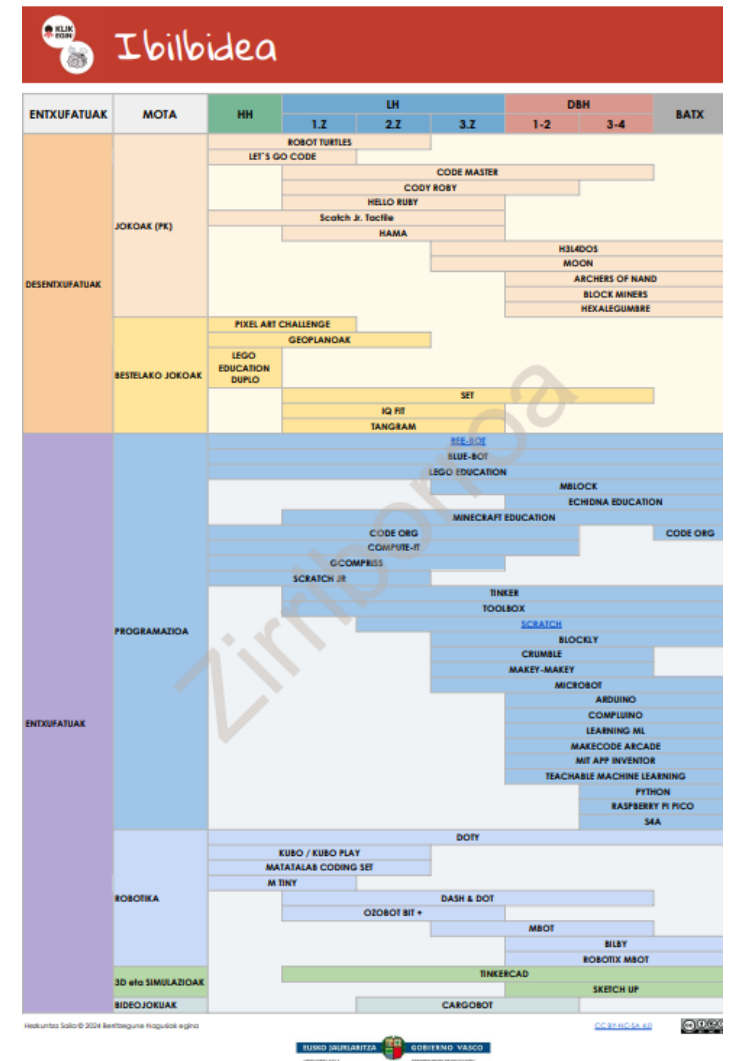 KLIK
EGIN
Ibilbidea
ENTXUFATUAK MOTA HH LH DBH BATX
1.Z 2.Z 3.Z 1-2 3-4
DESENTXUFATUAK
JOKOAK (PK)
ROBOT TURTLES
LET´S GO CODE
CODE MASTER
CODY ROBY
HELLO RUBY
Scatch Jr. Tactile
HAMA
H3L4DOS
MOON
ARCHERS OF NAND
BLOCK MINERS
HEXALEGUMBRE
BESTELAKO JOKOAK
PIXEL ART CHALLENGE
GEOPLANOAK
LEGO
EDUCATION
DUPLO
SET
IQ FIT
TANGRAM
ENTXUFATUAK
PROGRAMAZIOA
BEE-BOT
BLUE-BOT
LEGO EDUCATION
MBLOCK
ECHIDNA EDUCATION
MINECRAFT EDUCATION
CODE ORG CODE ORG
COMPUTE-IT
GCOMPRISS
SCRATCH JR
TINKER
TOOLBOX
SCRATCH
BLOCKLY
CRUMBLE
MAKEY-MAKEY
MICROBOT
ARDUINO
COMPLUINO
LEARNING ML
MAKECODE ARCADE
MIT APP INVENTOR
TEACHABLE MACHINE LEARNING
PYTHON
RASPBERRY PI PICO
S4A
ROBOTIKA
DOTY
KUBO / KUBO PLAY
MATATALAB CODING SET
M TINY
DASH & DOT
OZOBOT BIT +
MBOT
BILBY
ROBOTIX MBOT
3D eta SIMULAZIOAK
TINKERCAD
SKETCH UP
BIDEOJOKUAK
CARGOBOT
Zirriborroa
Hezkuntza Saila © 2024 Berritzegune Nagusiak egina
CC BY-NC-SA 4.0
EUSKO JAURLARITZA GOBIERNO VASCO